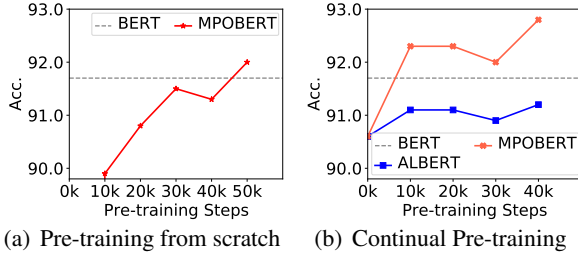 93.0
92.0
91.0
90.0
Acc.
BERT MPOBERT
0k 10k 20k 30k 40k 50k
Pre-training Steps
(a) Pre-training from scratch
93.0
92.0
91.0
90.0
Acc.
BERT MPOBERT
ALBERT
0k 10k 20k 30k 40k
Pre-training Steps
(b) Continual Pre-training